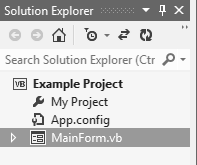 Solution Explorer
Search Solution Explorer (Ctr
VB Example Project
My Project
App.config
MainForm.vb